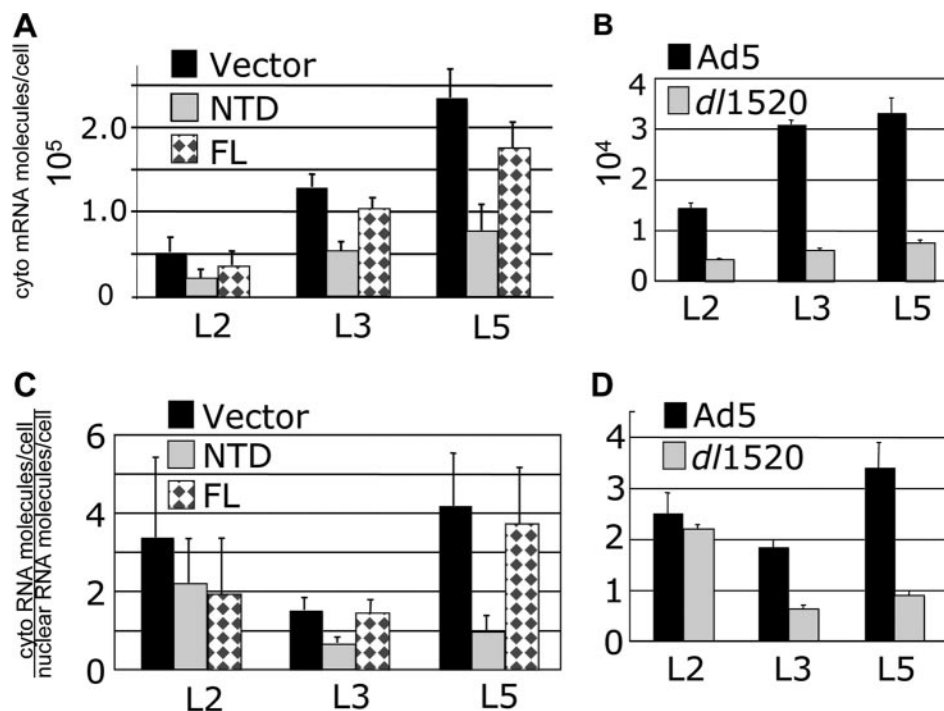 A
cyto mRNA molecules/cell
10⁵
2.0
1.0
0
Vector
NTD
FL
L2 L3 L5
B
10⁴
4
3
2
1
0
Ad5
dl1520
L2 L3 L5
C
cyto RNA molecules/cell
nuclear RNA molecules/cell
6
4
2
0
Vector
NTD
FL
L2 L3 L5
D
4
3
2
1
0
Ad5
dl1520
L2 L3 L5